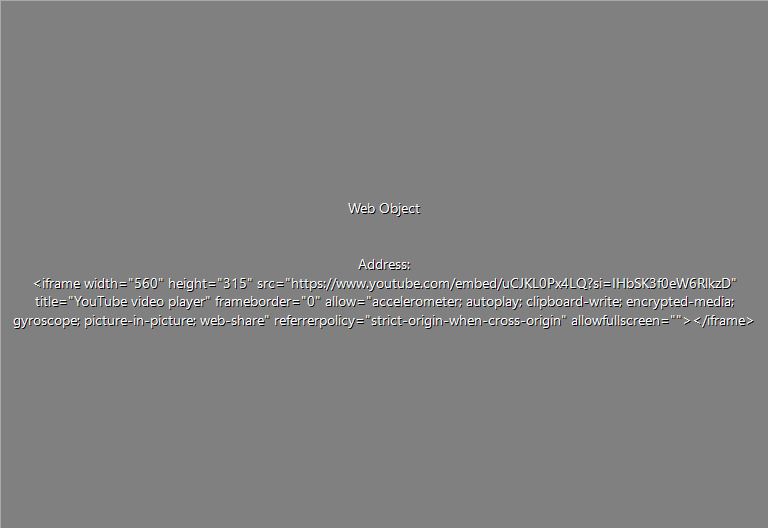 Web Object
Address:
<iframe width="560" height="315" src="https://www.youtube.com/embed/uCJKL0Px4LQ?si=IHbSK3f0eW6RlkzD"
title="YouTube video player" frameborder="0" allow="accelerometer; autoplay; clipboard-write; encrypted-media;
gyroscope; picture-in-picture; web-share" referrerpolicy="strict-origin-when-cross-origin" allowfullscreen=""></iframe>